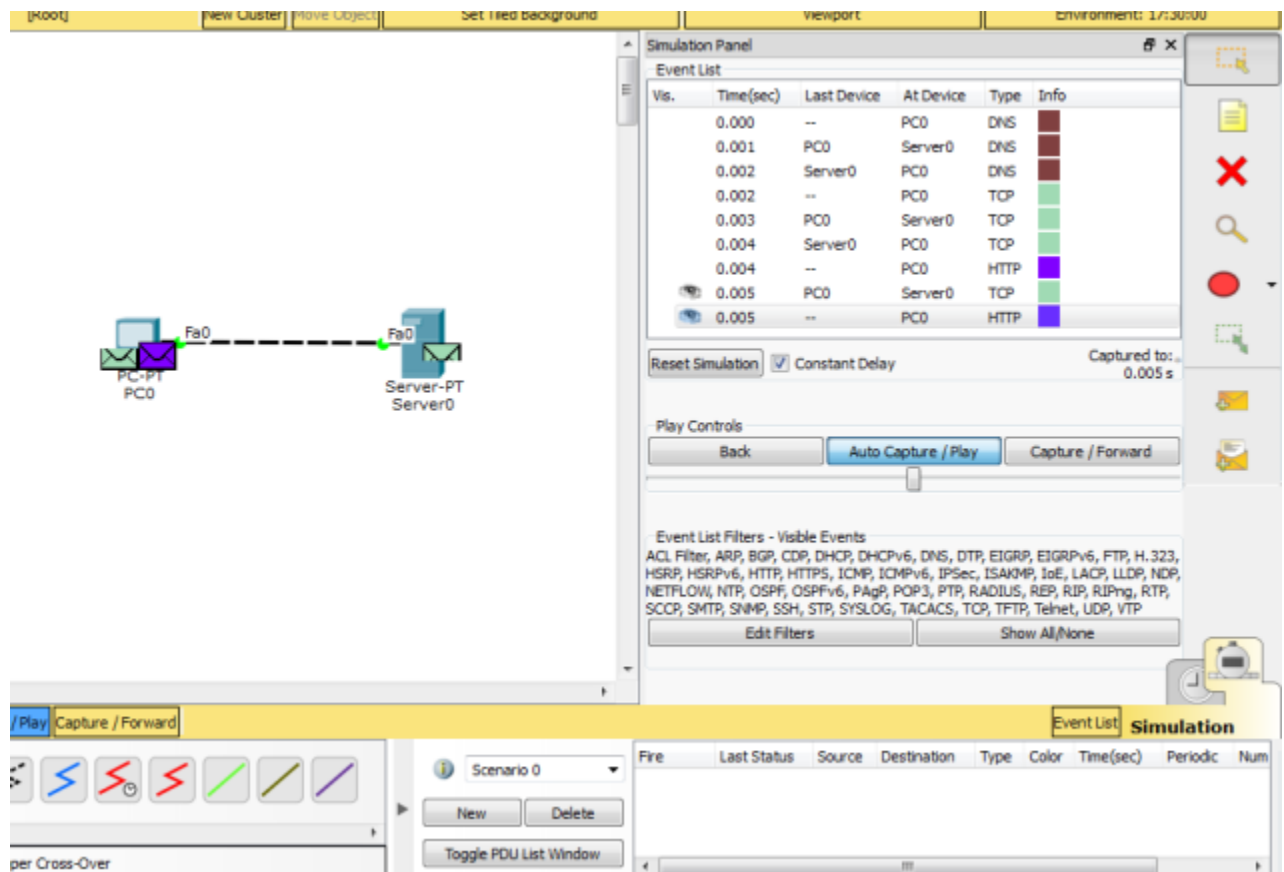 [Root] New Cluster Move Object Set Tiled Background Viewport Environment: 17:30:00
Simulation Panel
Event List
Vis. Time(sec) Last Device At Device Type Info
0.000 -- PC0 DNS
0.001 PC0 Server0 DNS
0.002 Server0 PC0 DNS
0.002 -- PC0 TCP
0.003 PC0 Server0 TCP
0.004 Server0 PC0 TCP
0.004 -- PC0 HTTP
0.005 PC0 Server0 TCP
0.005 -- PC0 HTTP
Fa0
Fa0
PC-PT
PC0
Server-PT
Server0
Reset Simulation Constant Delay Captured to:
0.005 s
Play Controls
Back Auto Capture / Play Capture / Forward
Event List Filters - Visible Events
ACL Filter, ARP, BGP, CDP, DHCP, DHCPv6, DNS, DTP, EIGRP, EIGRPv6, FTP, H.323,
HSRP, HSRPv6, HTTP, HTTPS, ICMP, ICMPv6, IPSec, ISAKMP, IoE, LACP, LLDP, NDP,
NETFLOW, NTP, OSPF, OSPFv6, PAgP, POP3, PTP, RADIUS, REP, RIP, RIPng, RTP,
SCCP, SMTP, SNMP, SSH, STP, SYSLOG, TACACS, TCP, TFTP, Telnet, UDP, VTP
Edit Filters Show All/None
/ Play Capture / Forward Event List Simulation
Scenario 0
New Delete
Toggle PDU List Window
Fire Last Status Source Destination Type Color Time(sec) Periodic Num
per Cross-Over